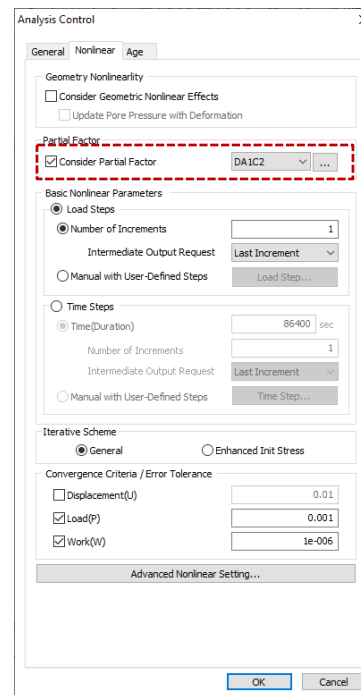 Analysis Control
General Nonlinear Age
Geometry Nonlinearlity
Consider Geometric Nonlinear Effects
Update Pore Pressure with Deformation
Partial Factor
Consider Partial Factor DA1C2 ...
Basic Nonlinear Parameters
Load Steps
Number of Increments 1
Intermediate Output Request Last Increment
Manual with User-Defined Steps Load Step...
Time Steps
Time(Duration) 86400 sec
Number of Increments 1
Intermediate Output Request Last Increment
Manual with User-Defined Steps Time Step...
Iterative Scheme
General Enhanced Init Stress
Convergence Criteria / Error Tolerance
Displacement(U) 0.01
Load(P) 0.001
Work(W) 1e-006
Advanced Nonlinear Setting...
OK Cancel